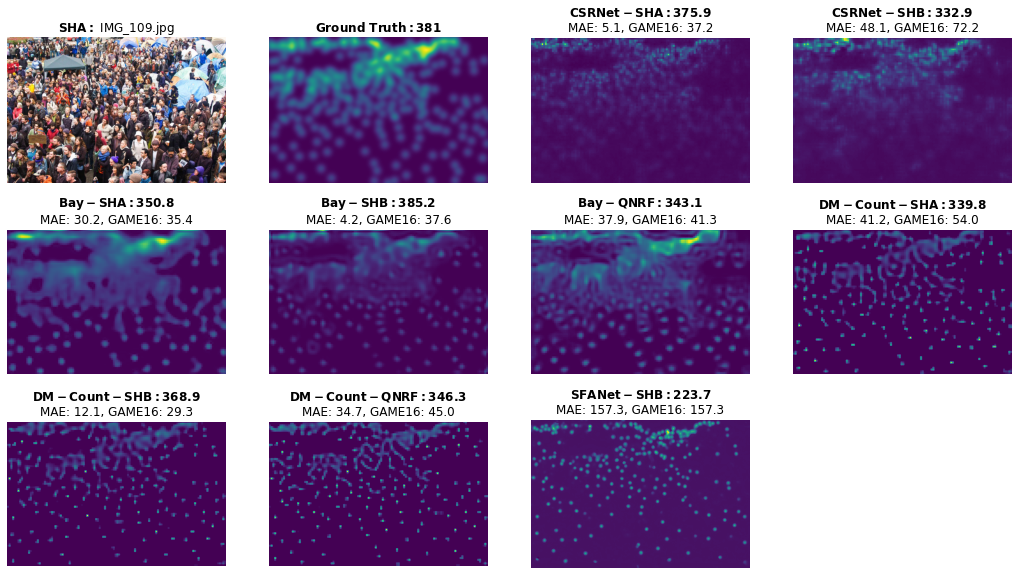 SHA: IMG_109.jpg
Ground Truth: 381
CSRNet−SHA: 375.9
MAE: 5.1, GAME16: 37.2
CSRNet−SHB: 332.9
MAE: 48.1, GAME16: 72.2
Bay−SHA: 350.8
MAE: 30.2, GAME16: 35.4
Bay−SHB: 385.2
MAE: 4.2, GAME16: 37.6
Bay−QNRF: 343.1
MAE: 37.9, GAME16: 41.3
DM−Count−SHA: 339.8
MAE: 41.2, GAME16: 54.0
DM−Count−SHB: 368.9
MAE: 12.1, GAME16: 29.3
DM−Count−QNRF: 346.3
MAE: 34.7, GAME16: 45.0
SFANet−SHB: 223.7
MAE: 157.3, GAME16: 157.3